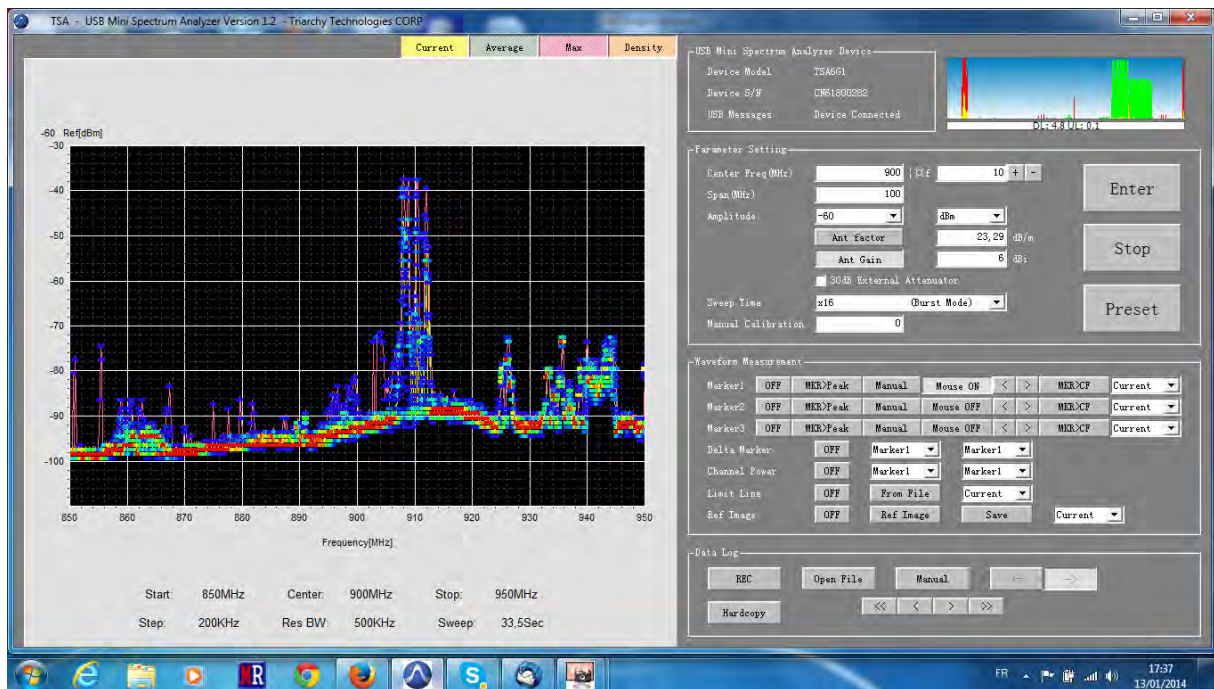 TSA - USB Mini Spectrum Analyzer Version 1.2 - Triarchy Technologies CORP
Current Average Max Density
-60 Ref[dBm]
-30
-40
-50
-60
-70
-80
-90
-100
850 860 870 880 890 900 910 920 930 940 950
Frequency[MHz]
Start: 850MHz Center: 900MHz Stop: 950MHz
Step: 200KHz Res BW: 500KHz Sweep: 33,5Sec
USB Mini Spectrum Analyzer Device
Device Model TSA6G1
Device S/N CN61800282
USB Messages Device Connected
DL: 4.8 UL: 0.1
Parameter Setting
Center Freq(MHz) 900 ¦¤f 10 + -
Span(MHz) 100
Amplitude -60 dBm
Ant factor 23,29 dB/m
Ant Gain 6 dBi
30dB External Attenuator
Sweep Time x16 (Burst Mode)
Manual Calibration 0
Enter
Stop
Preset
Waveform Measurement
Marker1 OFF MKR>Peak Manual Mouse ON < > MKR>CF Current
Marker2 OFF MKR>Peak Manual Mouse OFF < > MKR>CF Current
Marker3 OFF MKR>Peak Manual Mouse OFF < > MKR>CF Current
Delta Marker OFF Marker1 Marker1
Channel Power OFF Marker1 Marker1
Limit Line OFF From File Current
Ref Image OFF Ref Image Save Current
Data Log
REC Open File Manual <- ->
Hardcopy << < > >>
MR
FR
17:37
13/01/2014